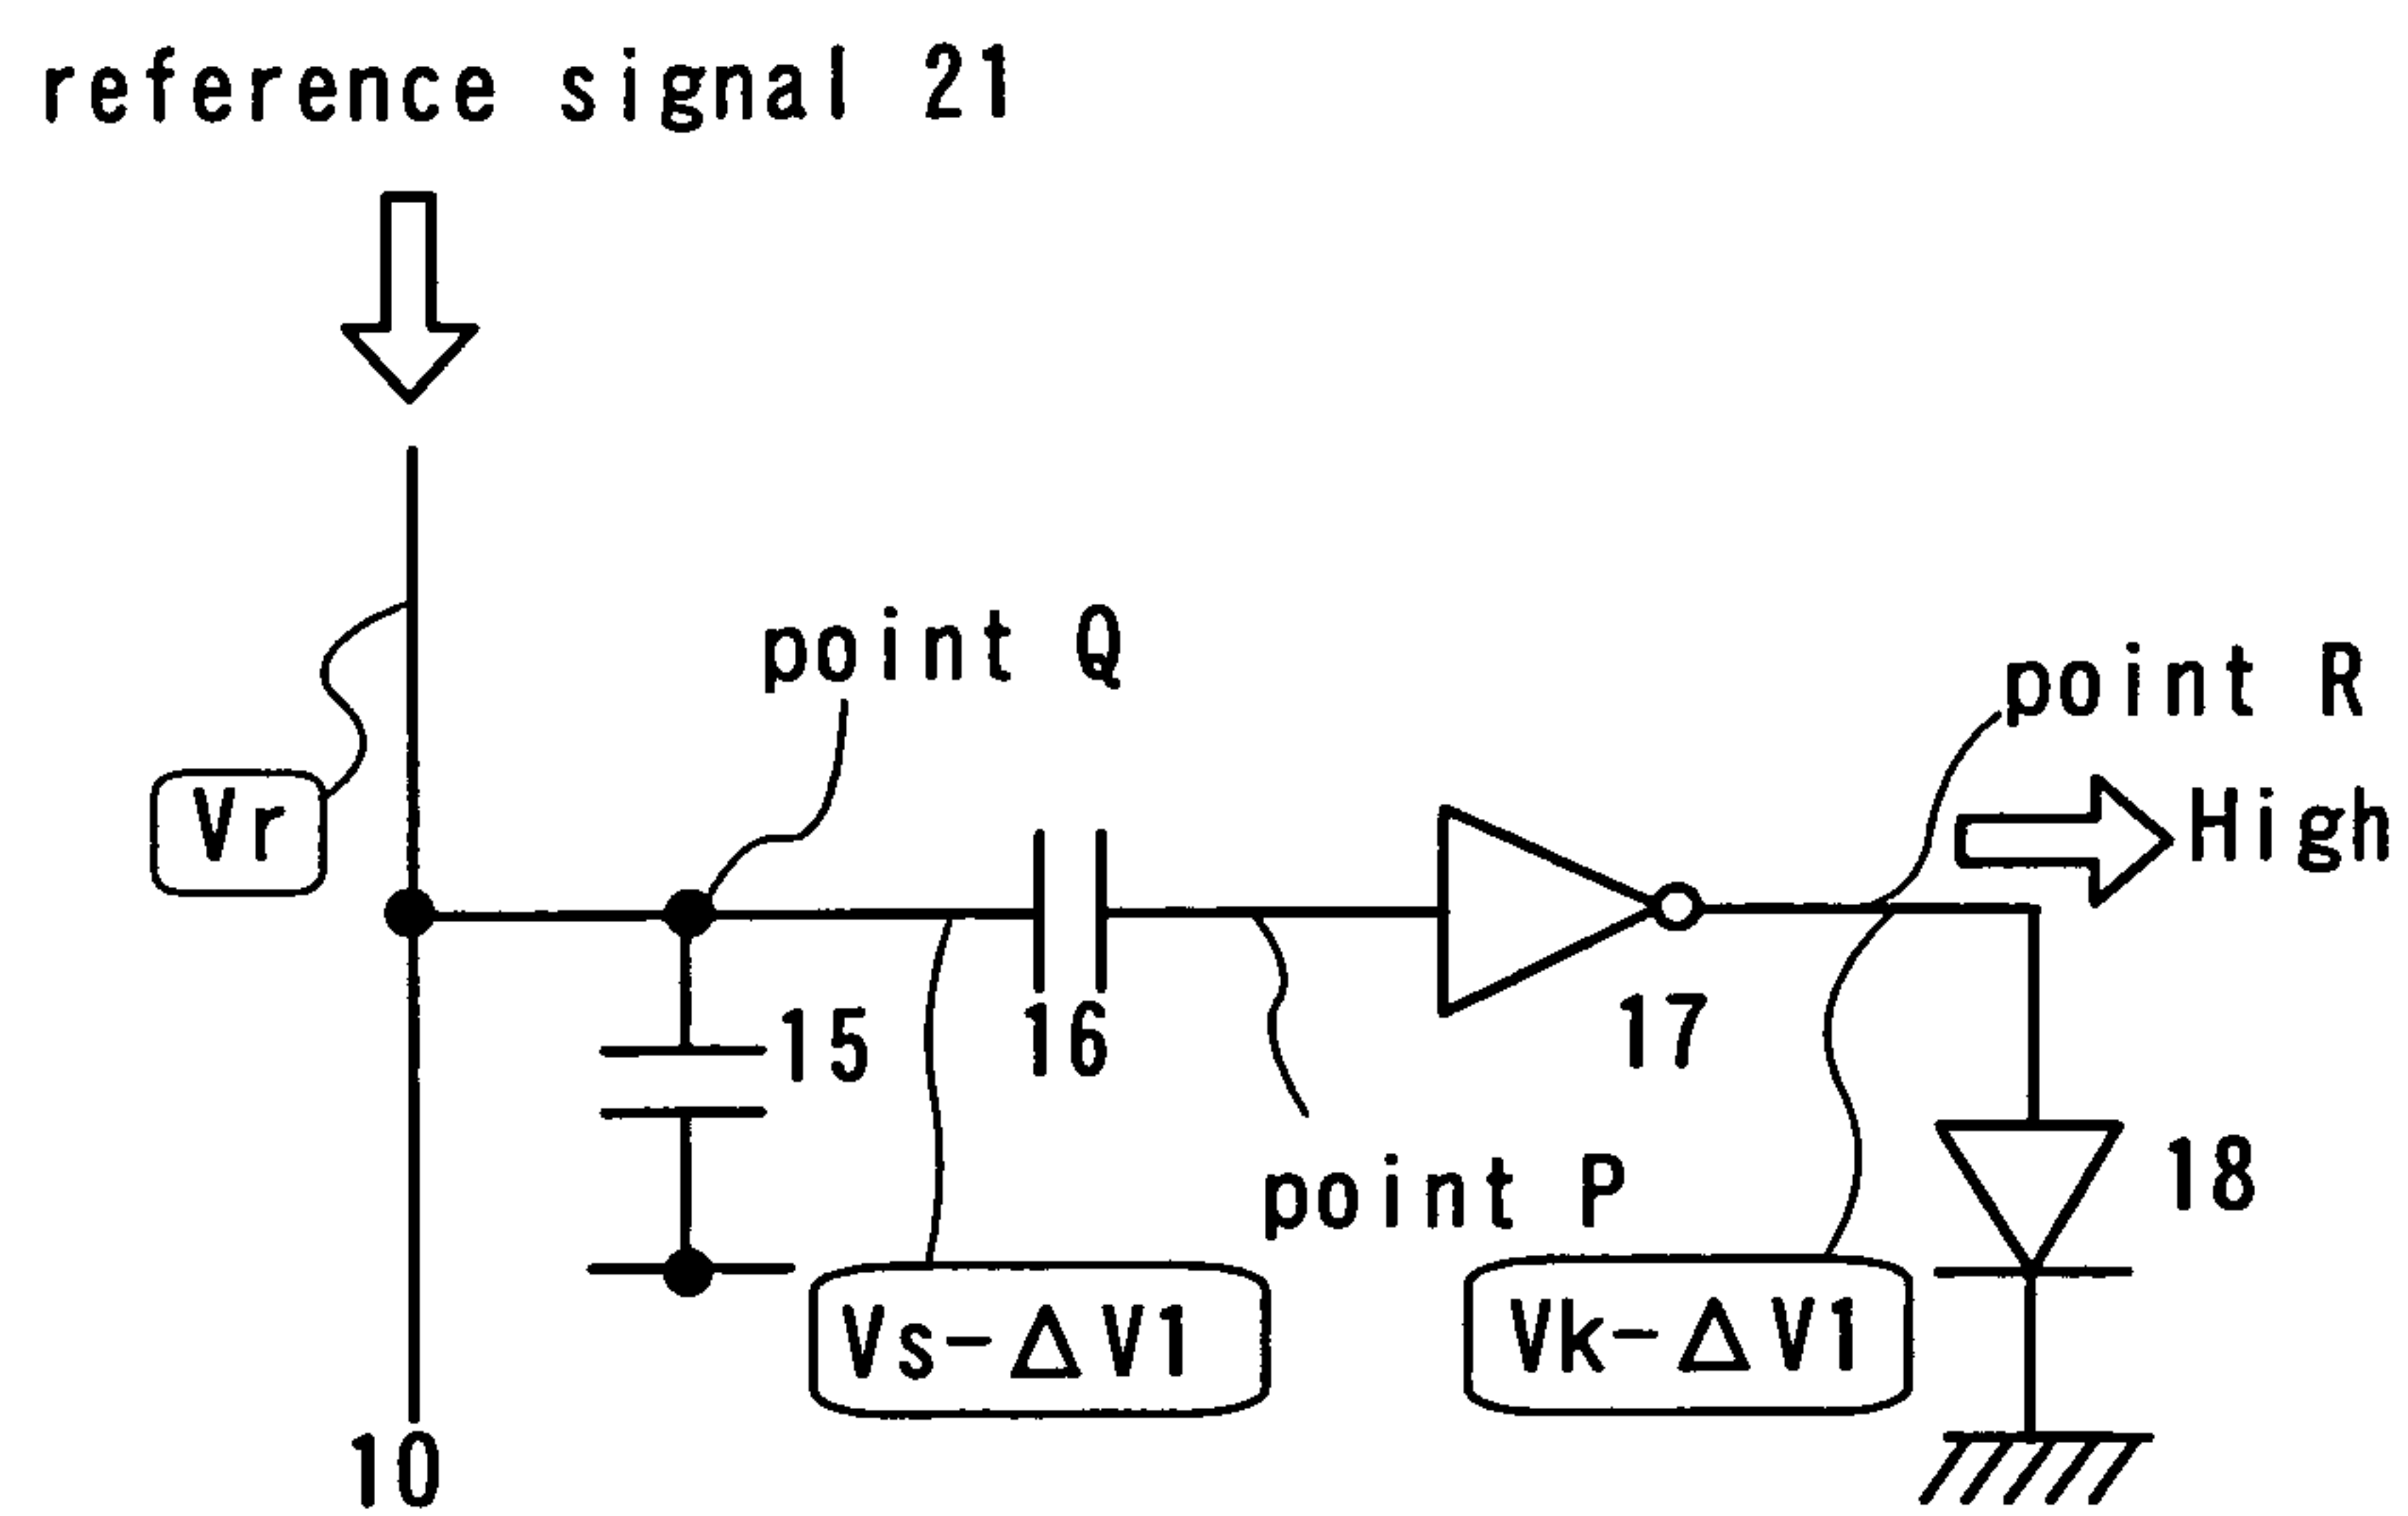 reference signal 21
point Q
point R
Vr
High
15
16
17
point P
18
Vs-ΔV1
Vk-ΔV1
10